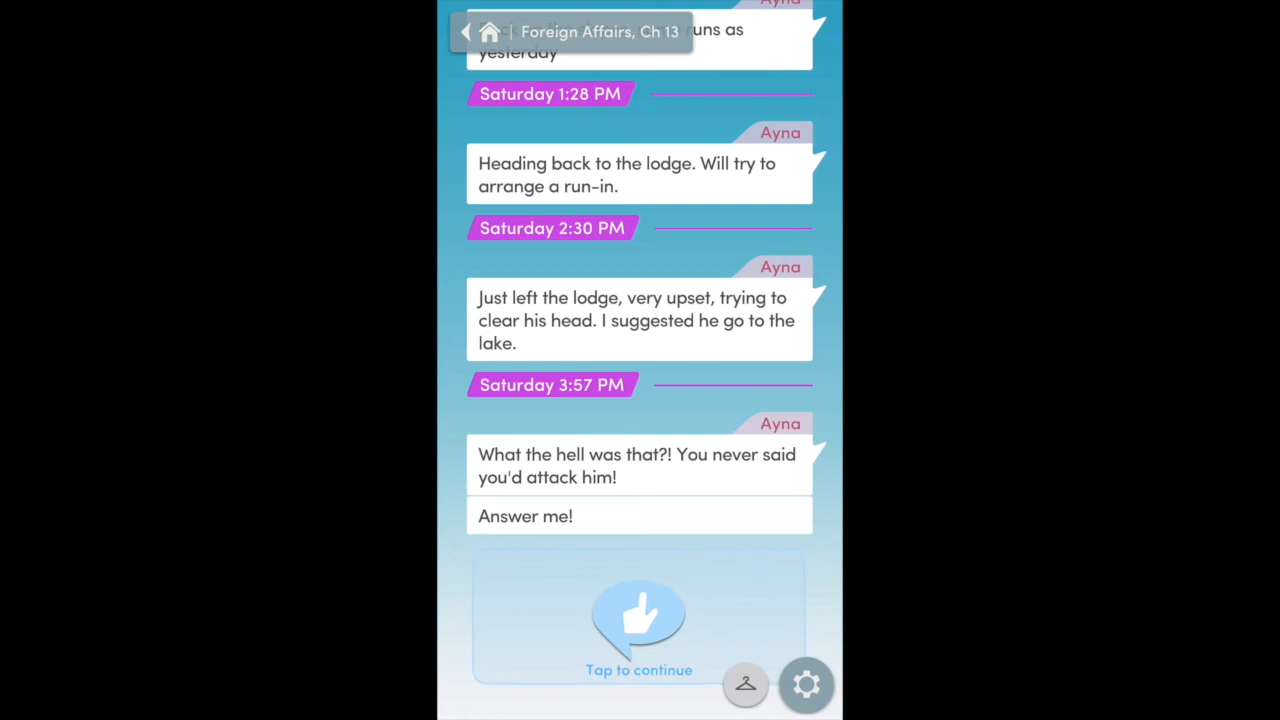 Ayna
Foreign Affairs, Ch 13
runs as
yesterday
Saturday 1:28 PM
Ayna
Heading back to the lodge. Will try to
arrange a run-in.
Saturday 2:30 PM
Ayna
Just left the lodge, very upset, trying to
clear his head. I suggested he go to the
lake.
Saturday 3:57 PM
Ayna
What the hell was that?! You never said
you'd attack him!
Answer me!
Tap to continue